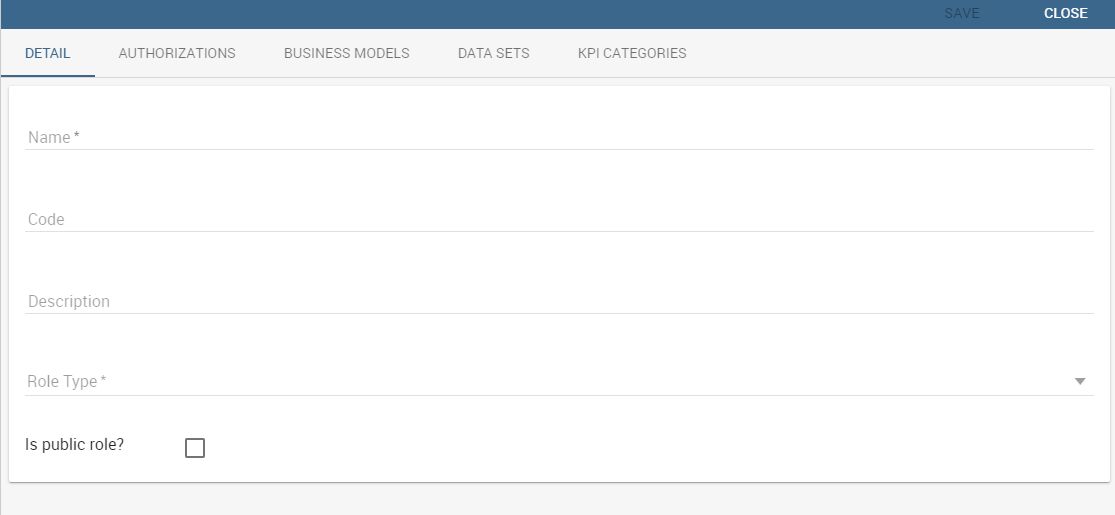 SAVE CLOSE
DETAIL AUTHORIZATIONS BUSINESS MODELS DATA SETS KPI CATEGORIES
Name *
Code
Description
Role Type *
Is public role?